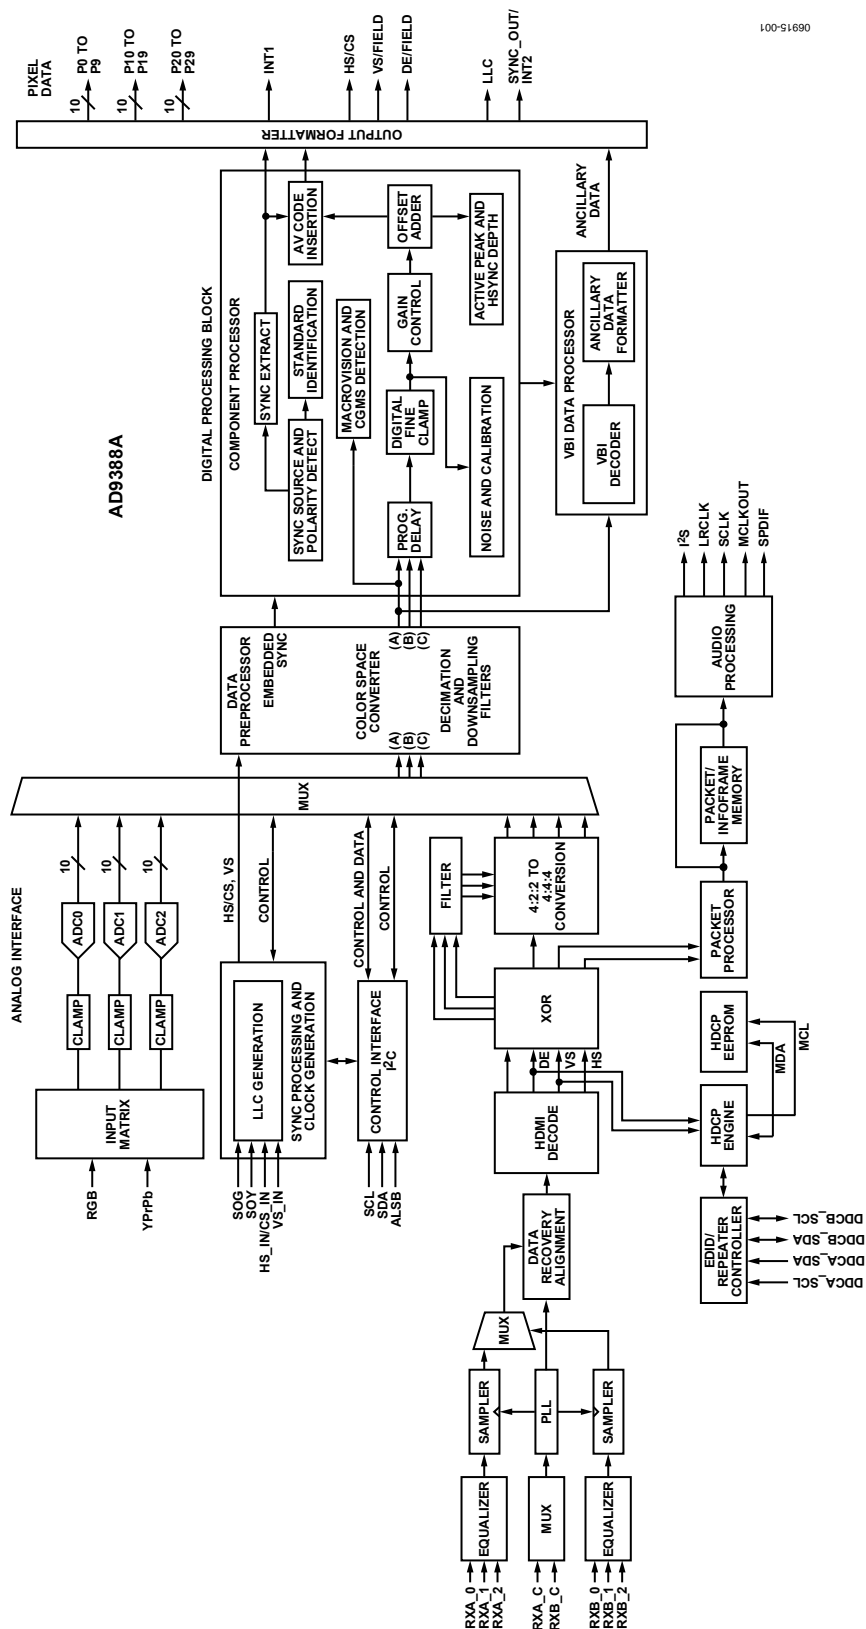 AD9388A
ANALOG INTERFACE
RGB
YPrPb
INPUT
MATRIX
CLAMP
ADC0
10
CLAMP
ADC1
10
CLAMP
ADC2
10
SOG
SOY
HS_IN/CS_IN
VS_IN
LLC GENERATION
SYNC PROCESSING AND
CLOCK GENERATION
HS/CS, VS
CONTROL
SCL
SDA
ALSB
CONTROL INTERFACE
I2C
CONTROL AND DATA
CONTROL
MUX
DATA
PREPROCESSOR
EMBEDDED
SYNC
COLOR SPACE
CONVERTER
(A)
(B)
(C)
(A)
(B)
(C)
DECIMATION AND
DOWNSAMPLING
FILTERS
DIGITAL PROCESSING BLOCK
COMPONENT PROCESSOR
SYNC EXTRACT
SYNC SOURCE AND
POLARITY DETECT
STANDARD
IDENTIFICATION
AV CODE
INSERTION
MACROVISION AND
CGMS DETECTION
PROG.
DELAY
DIGITAL
FINE
CLAMP
GAIN
CONTROL
OFFSET
ADDER
NOISE AND CALIBRATION
ACTIVE PEAK AND
HSYNC DEPTH
VBI DATA PROCESSOR
VBI
DECODER
ANCILLARY
DATA
FORMATTER
ANCILLARY
DATA
OUTPUT FORMATTER
PIXEL
DATA
10
P0 TO
P9
10
P10 TO
P19
10
P20 TO
P29
INT1
HS/CS
VS/FIELD
DE/FIELD
LLC
SYNC_OUT/
INT2
RXA_0
RXA_1
RXA_2
EQUALIZER
SAMPLER
MUX
RXA_C
RXB_C
MUX
PLL
RXB_0
RXB_1
RXB_2
EQUALIZER
SAMPLER
DATA
RECOVERY
ALIGNMENT
HDMI
DECODE
DE
VS
HS
XOR
FILTER
4:2:2 TO
4:4:4
CONVERSION
DDCA_SCL
DDCA_SDA
DDCB_SDA
DDCB_SCL
EDID/
REPEATER
CONTROLLER
HDCP
ENGINE
HDCP
EEPROM
MDA
MCL
PACKET
PROCESSOR
PACKET/
INFOFRAME
MEMORY
AUDIO
PROCESSING
I2S
LRCLK
SCLK
MCLKOUT
SPDIF
06915-001